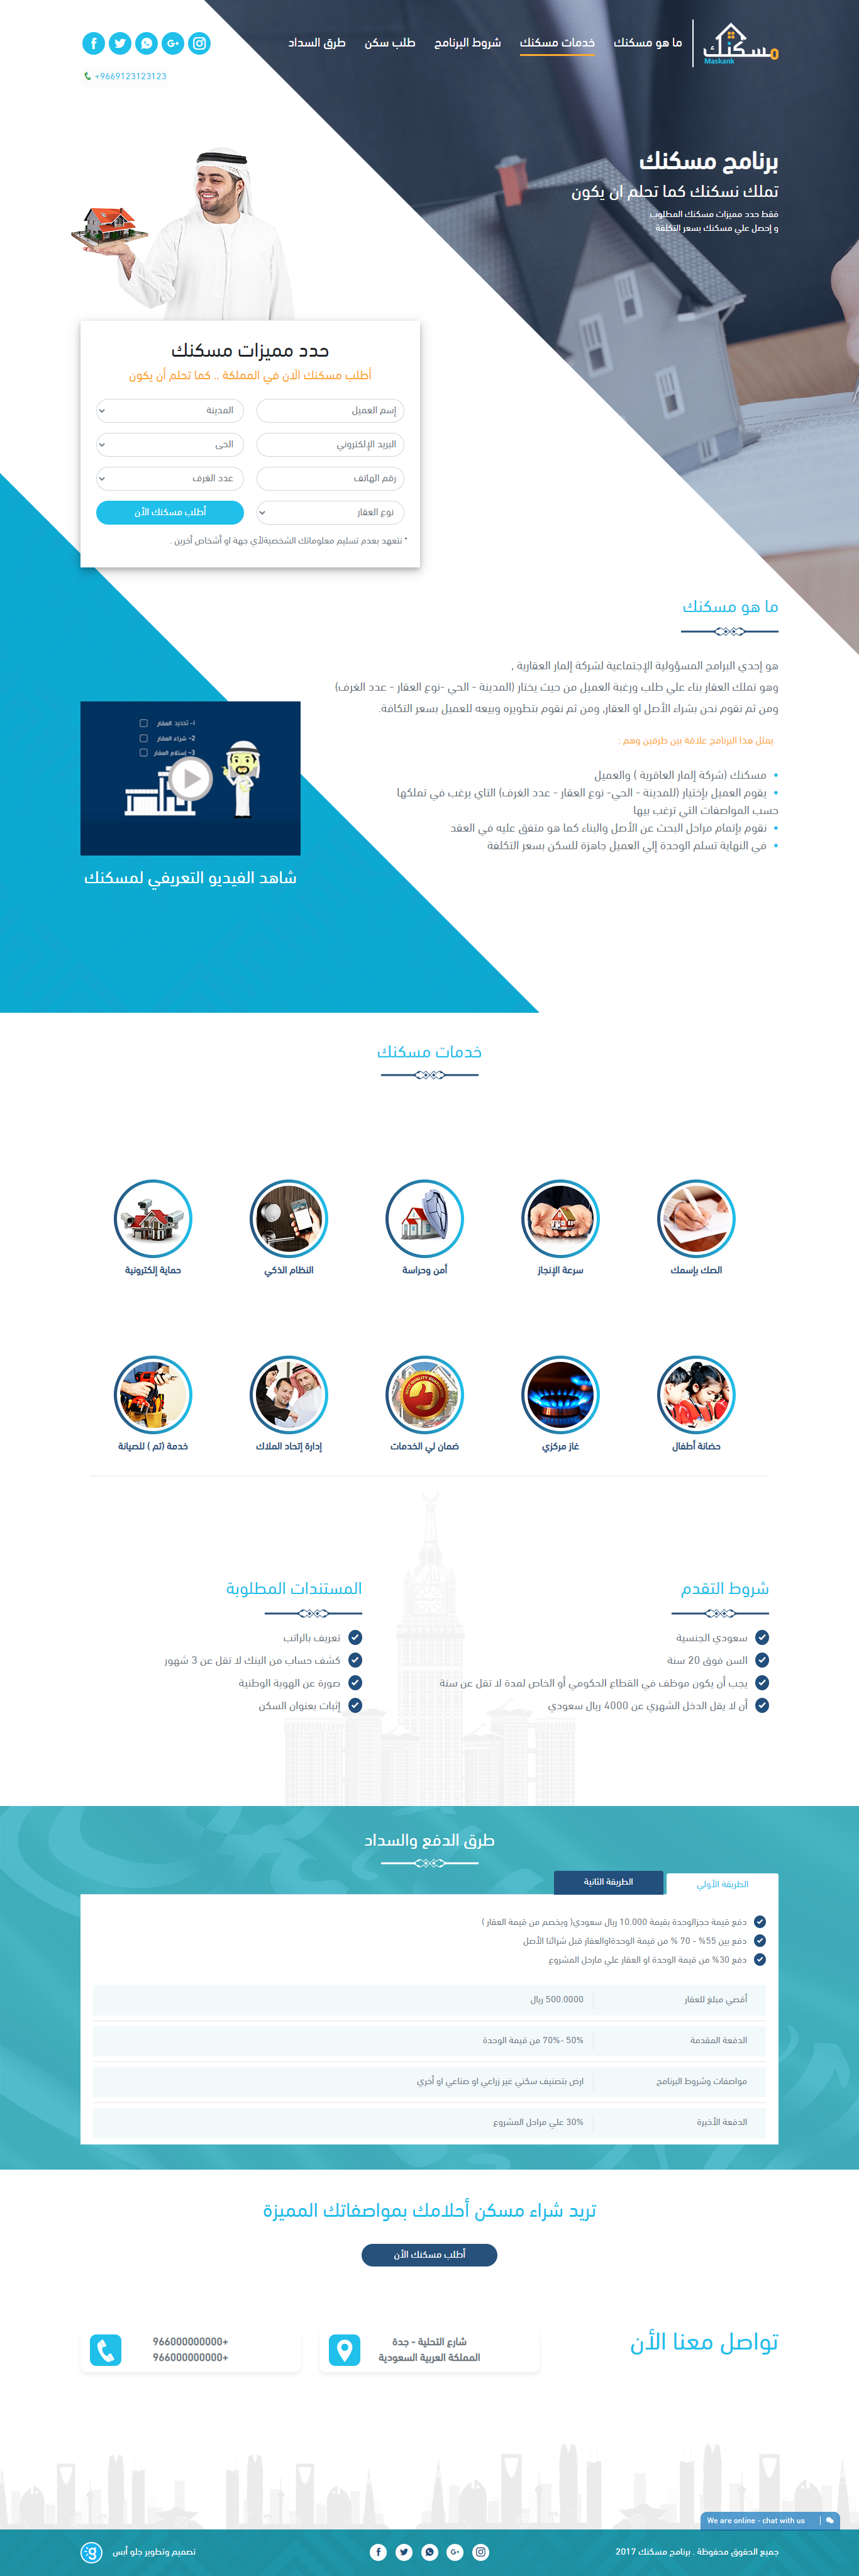 مسكنك
Maskank
ما هو مسكنك
خدمات مسكنك
شروط البرنامج
طلب سكن
طرق السداد
+9669123123123
برنامج مسكنك
تملك نسكنك كما تحلم ان يكون
فقط حدد مميزات مسكنك المطلوب
و إحصل علي مسكنك بسعر التكلفة
حدد مميزات مسكنك
أطلب مسكنك الآن في المملكة .. كما تحلم أن يكون
إسم العميل
المدينة
البريد الإلكتروني
الحى
رقم الهاتف
عدد الغرف
نوع العقار
أطلب مسكنك الأن
* نتعهد بعدم تسليم معلوماتك الشخصيةلأي جهة او أشخاص أخرين .
ما هو مسكنك
هو إحدي البرامج المسؤولية الإجتماعية لشركة إلمار العقارية ,
وهو تملك العقار بناء علي طلب ورغبة العميل من حيث يختار (المدينة - الحي -نوع العقار - عدد الغرف)
ومن ثم نقوم نحن بشراء الأصل او العقار, ومن ثم نقوم بتطويره وبيعه للعميل بسعر التكافة.
يمثل هذا البرنامج علاقة بين طرفين وهم :
مسكنك (شركة إلمار العاقرية ) والعميل
يقوم العميل بإختيار (للمدينة - الحي- نوع العقار - عدد الغرف) التاي يرغب في تملكها
حسب المواصفات التي ترغب بيها
نقوم بإتمام مراحل البحث عن الأصل والبناء كما هو متفق عليه في العقد
في النهاية تسلم الوحدة إلي العميل جاهزة للسكن بسعر التكلفة
1- تحديد العقار
2- شراء العقار
3- إستلام العقار
شاهد الفيديو التعريفي لمسكنك
خدمات مسكنك
الصك بإسمك
سرعة الإنجاز
أمن وحراسة
النظام الذكي
حماية إلكترونية
حضانة أطفال
غاز مركزي
ضمان لي الخدمات
إدارة إتحاد الملاك
خدمة (تم ) للصيانة
شروط التقدم
سعودي الجنسية
السن فوق 20 سنة
يجب أن يكون موظف في القطاع الحكومي أو الخاص لمدة لا تقل عن سنة
أن لا يقل الدخل الشهري عن 4000 ريال سعودي
المستندات المطلوبة
تعريف بالراتب
كشف حساب من البنك لا تقل عن 3 شهور
صورة عن الهوية الوطنية
إثبات بعنوان السكن
طرق الدفع والسداد
الطريقة الأولي
الطريقة الثانية
دفع قيمة حجزالوحدة بقيمة 10.000 ريال سعودي( ويخصم من قيمة العقار )
دفع بين 55% - 70 % من قيمة الوحدةاوالعقار قبل شرائنا الأصل
دفع 30% من قيمة الوحدة او العقار علي مارحل المشروع
أقصي مبلغ للعقار
500.0000 ريال
الدفعة المقدمة
50% -70% من قيمة الوحدة
مواصفات وشروط البرنامج
ارض بتصنيف سكني غير زراعي او صناعي او أخري
الدفعة الأخيرة
30% علي مراحل المشروع
تريد شراء مسكن أحلامك بمواصفاتك المميزة
أطلب مسكنك الأن
تواصل معنا الأن
شارع التحلية - جدة
المملكة العربية السعودية
966000000000+
966000000000+
We are online - chat with us
جميع الحقوق محفوظة . برنامج مسكنك 2017
تصميم وتطوير جلو أبس